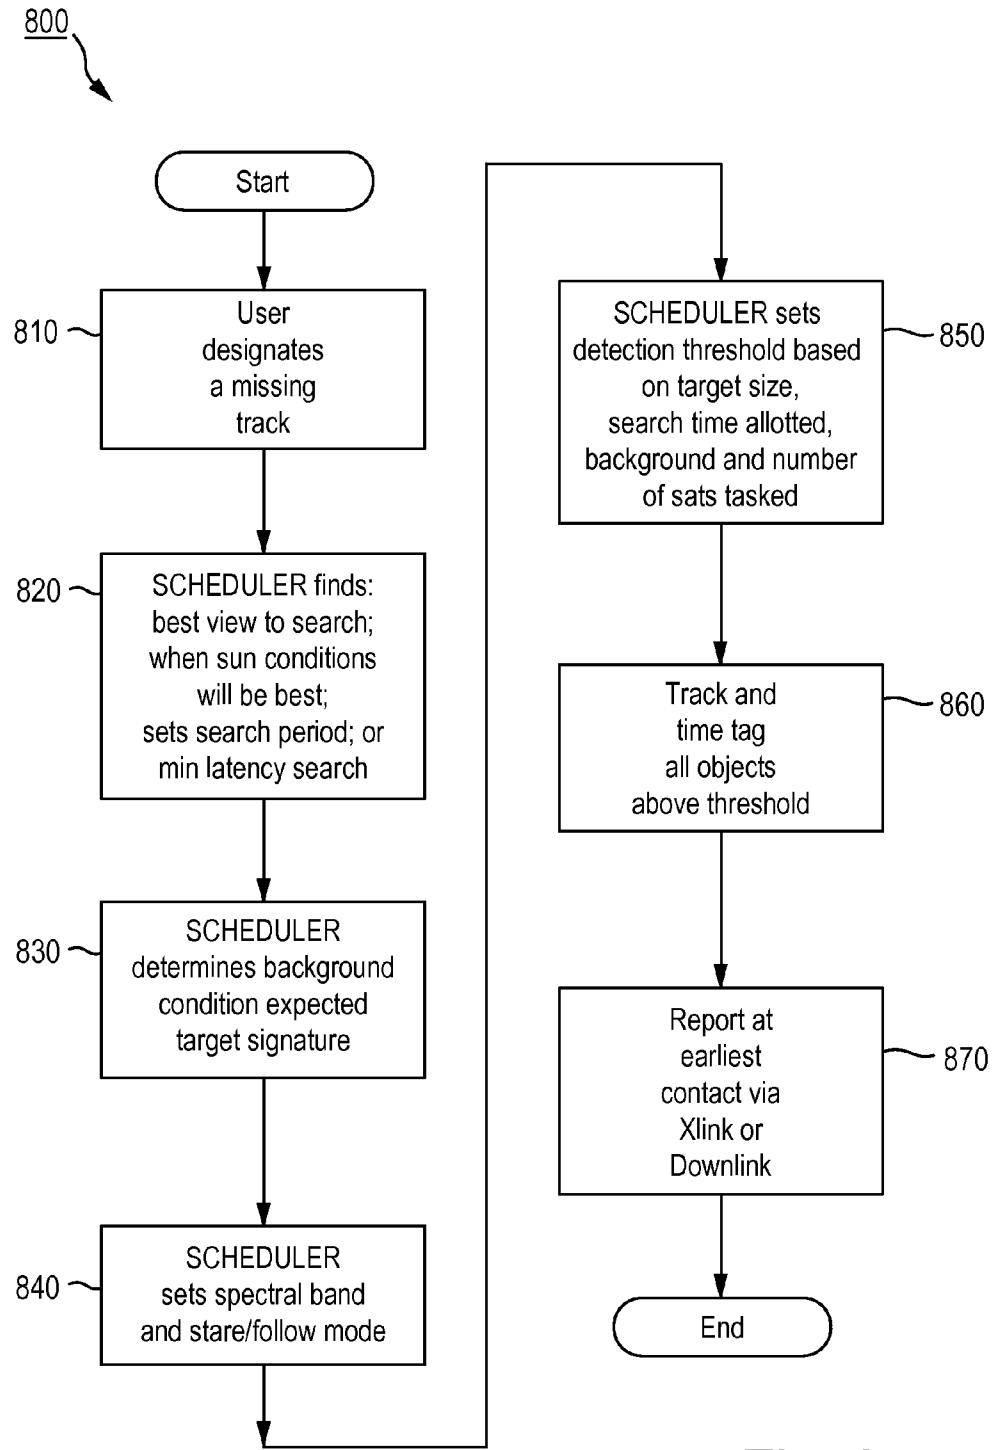 800
Start
810
User
designates
a missing
track
820
SCHEDULER finds:
best view to search;
when sun conditions
will be best;
sets search period; or
min latency search
830
SCHEDULER
determines background
condition expected
target signature
840
SCHEDULER
sets spectral band
and stare/follow mode
850
SCHEDULER sets
detection threshold based
on target size,
search time allotted,
background and number
of sats tasked
860
Track and
time tag
all objects
above threshold
870
Report at
earliest
contact via
Xlink or
Downlink
End